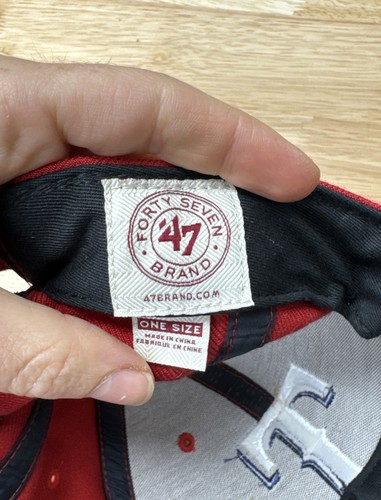 FORTY SEVEN
'47
BRAND
47BRAND.COM
ONE SIZE
MADE IN CHINA
FABRIQUÉ EN CHINE
T